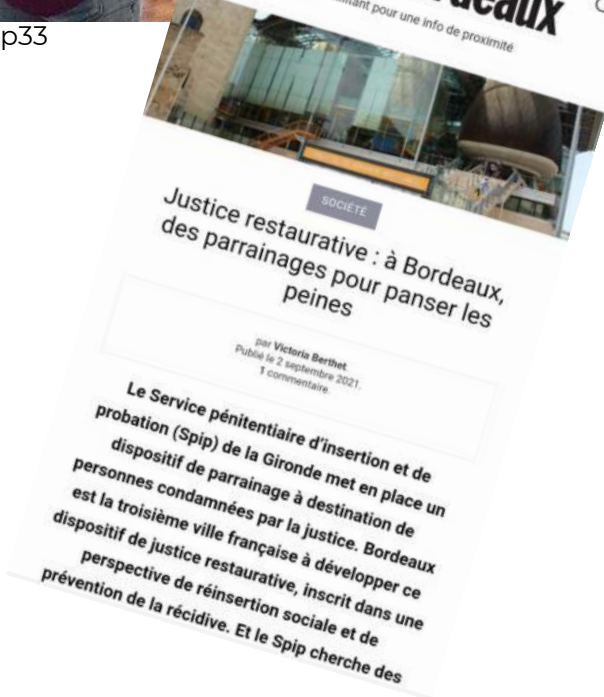 p33
pour une info de proximité
SOCIÉTÉ
Justice restaurative : à Bordeaux,
des parrainages pour panser les
peines
par Victoria Berthet.
Publié le 2 septembre 2021.
1 commentaire.
Le Service pénitentiaire d'insertion et de
probation (Spip) de la Gironde met en place un
dispositif de parrainage à destination de
personnes condamnées par la justice. Bordeaux
est la troisième ville française à développer ce
dispositif de justice restaurative, inscrit dans une
perspective de réinsertion sociale et de
prévention de la récidive. Et le Spip cherche des